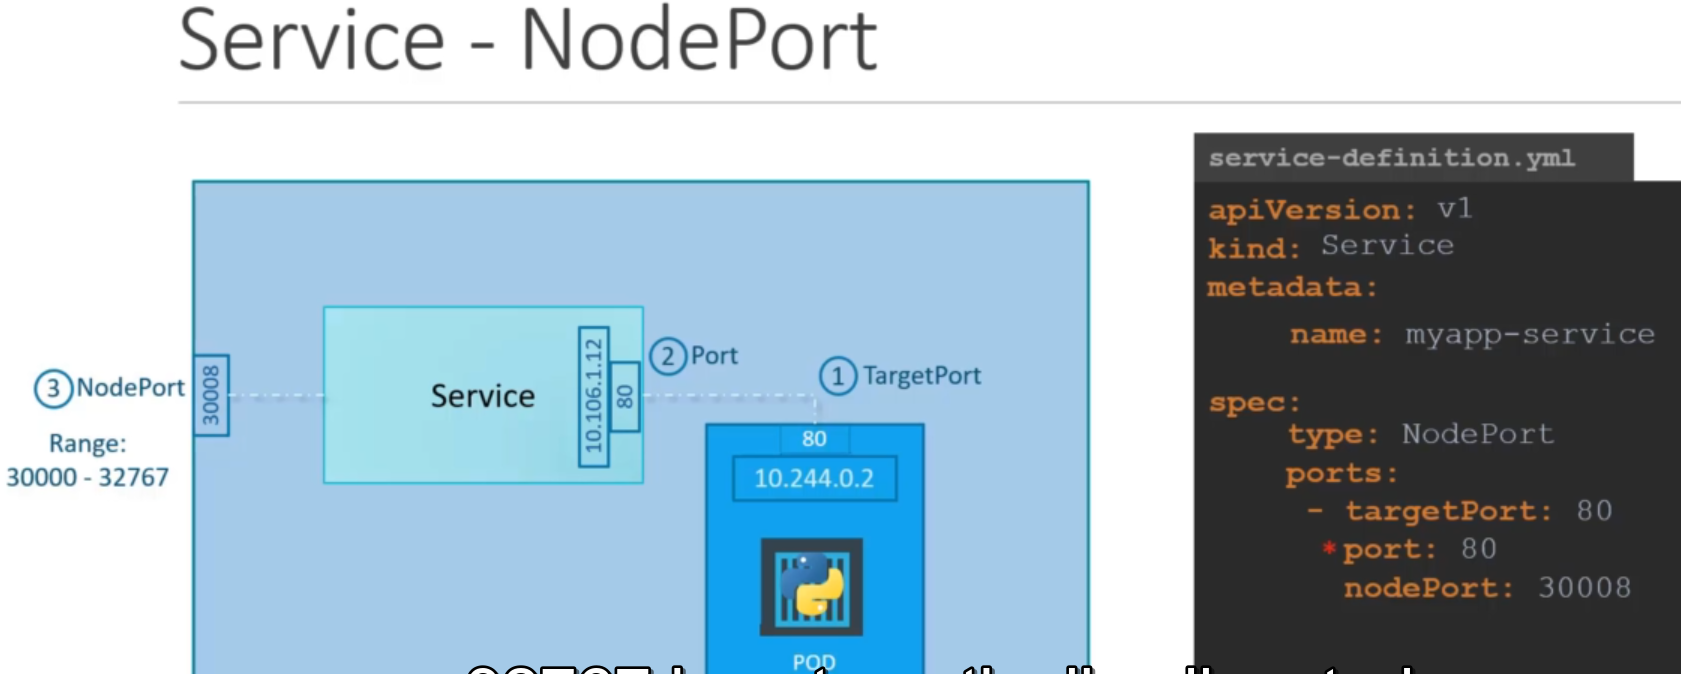 Service - NodePort
service-definition.yml
apiVersion: v1
kind: Service
metadata:
name: myapp-service
spec:
type: NodePort
ports:
- targetPort: 80
*port: 80
nodePort: 30008
3 NodePort
Range:
30000 - 32767
30008
Service
10.106.1.12
80
2 Port
1 TargetPort
80
10.244.0.2
POD